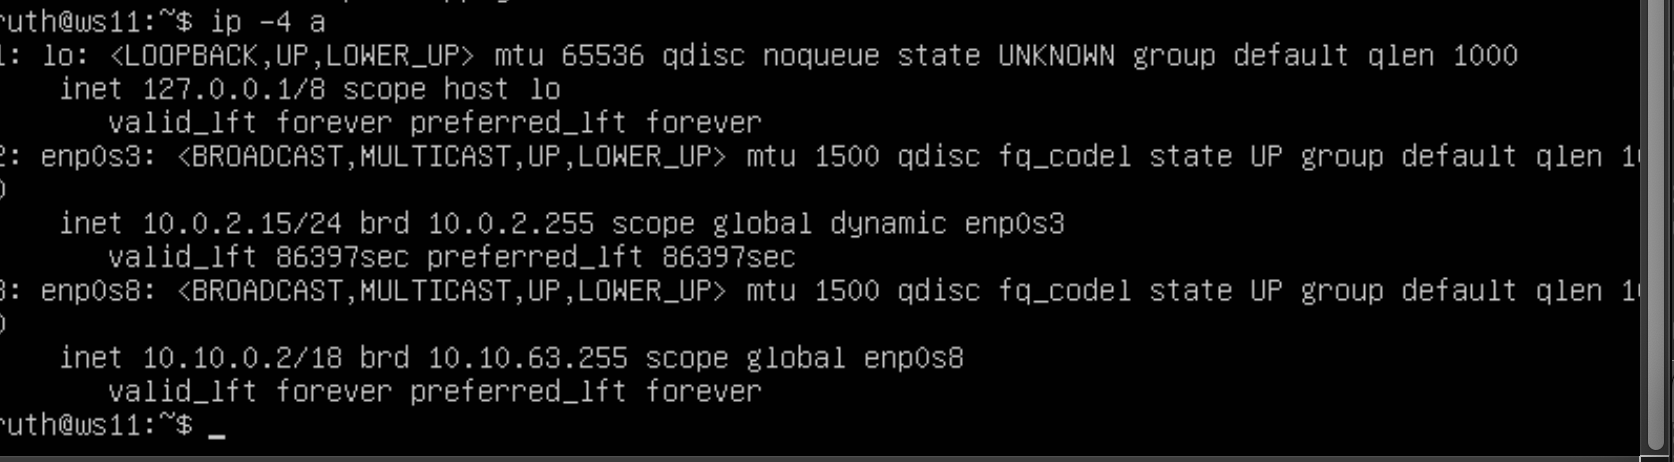 ruth@ws11:~$ ip -4 a
1: lo: <LOOPBACK,UP,LOWER_UP> mtu 65536 qdisc noqueue state UNKNOWN group default qlen 1000
    inet 127.0.0.1/8 scope host lo
       valid_lft forever preferred_lft forever
2: enp0s3: <BROADCAST,MULTICAST,UP,LOWER_UP> mtu 1500 qdisc fq_codel state UP group default qlen 10
0
    inet 10.0.2.15/24 brd 10.0.2.255 scope global dynamic enp0s3
       valid_lft 86397sec preferred_lft 86397sec
3: enp0s8: <BROADCAST,MULTICAST,UP,LOWER_UP> mtu 1500 qdisc fq_codel state UP group default qlen 10
0
    inet 10.10.0.2/18 brd 10.10.63.255 scope global enp0s8
       valid_lft forever preferred_lft forever
ruth@ws11:~$ _